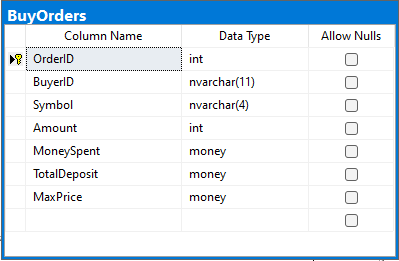 BuyOrders
Column Name Data Type Allow Nulls
OrderID int
BuyerID nvarchar(11)
Symbol nvarchar(4)
Amount int
MoneySpent money
TotalDeposit money
MaxPrice money